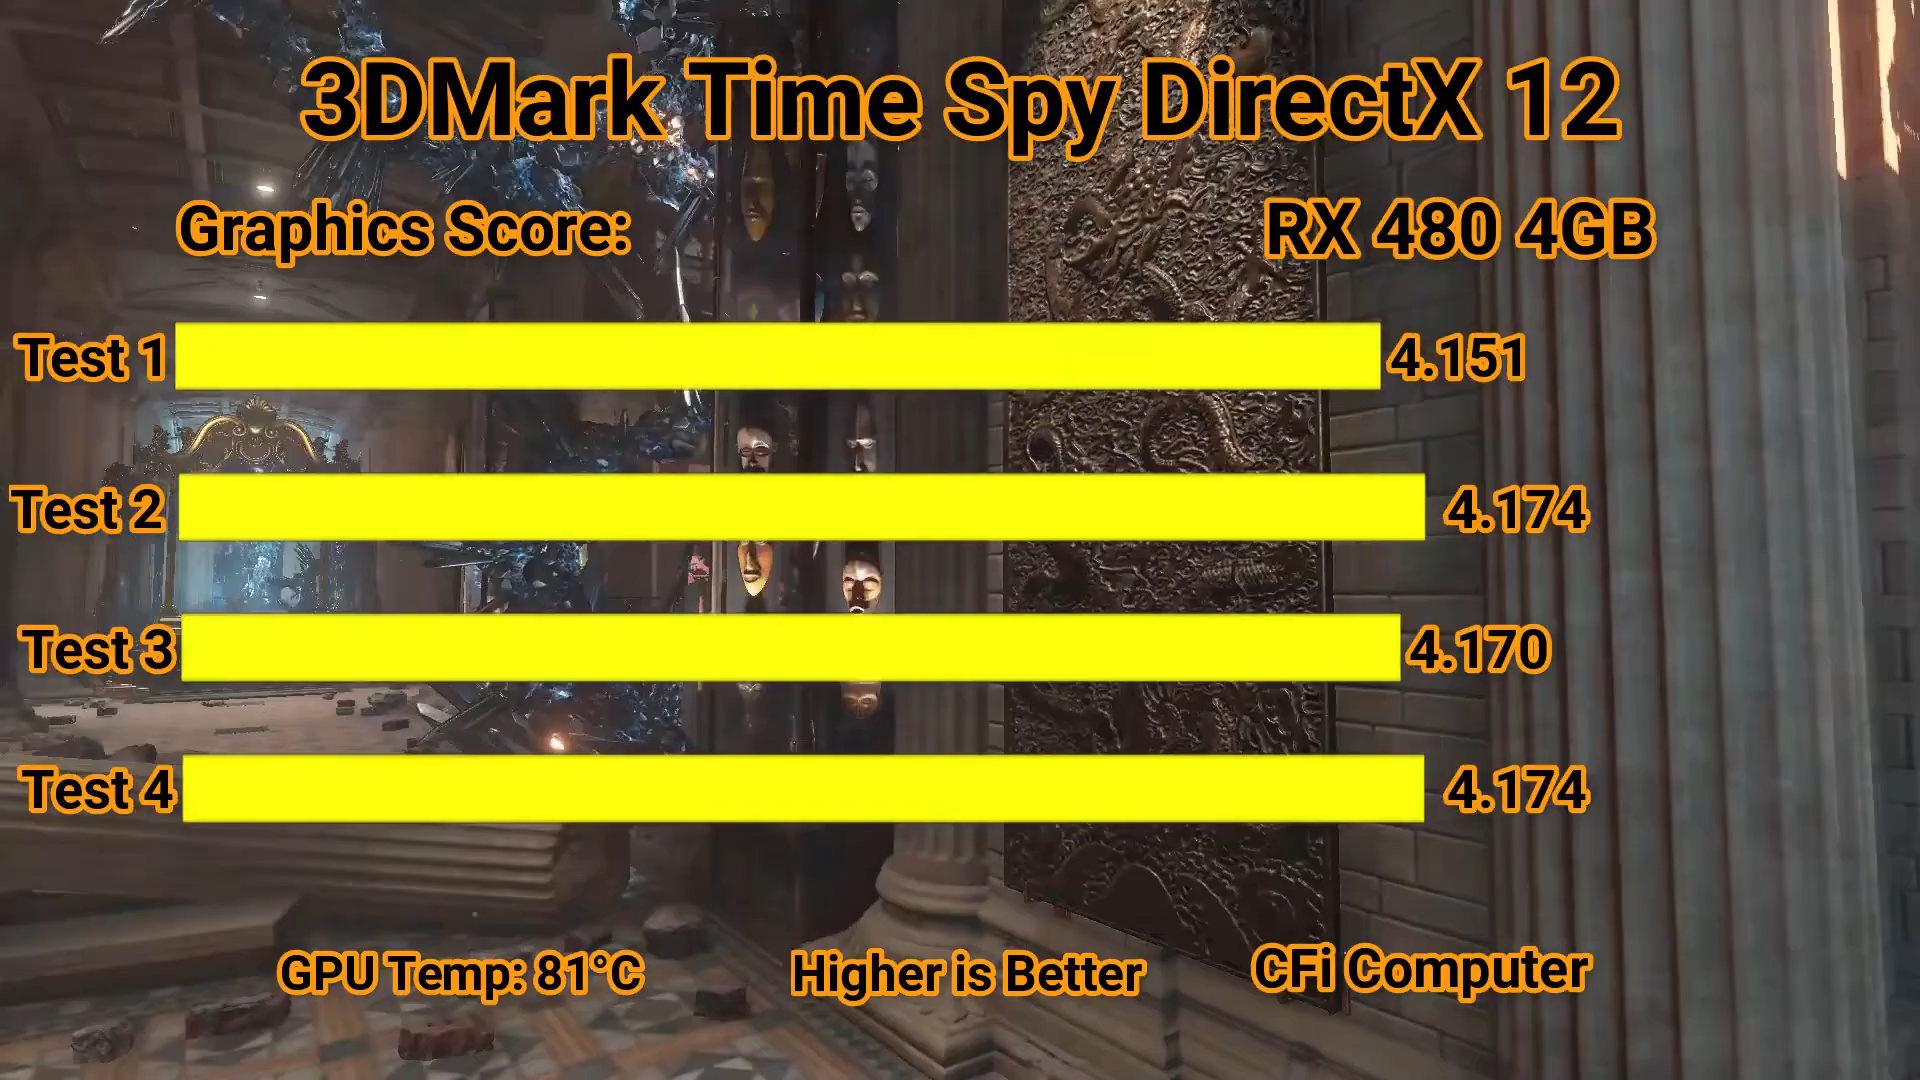 3DMark Time Spy DirectX 12
Graphics Score:
RX 480 4GB
Test 1
4.151
Test 2
4.174
Test 3
4.170
Test 4
4.174
GPU Temp: 81°C
Higher is Better
CFi Computer